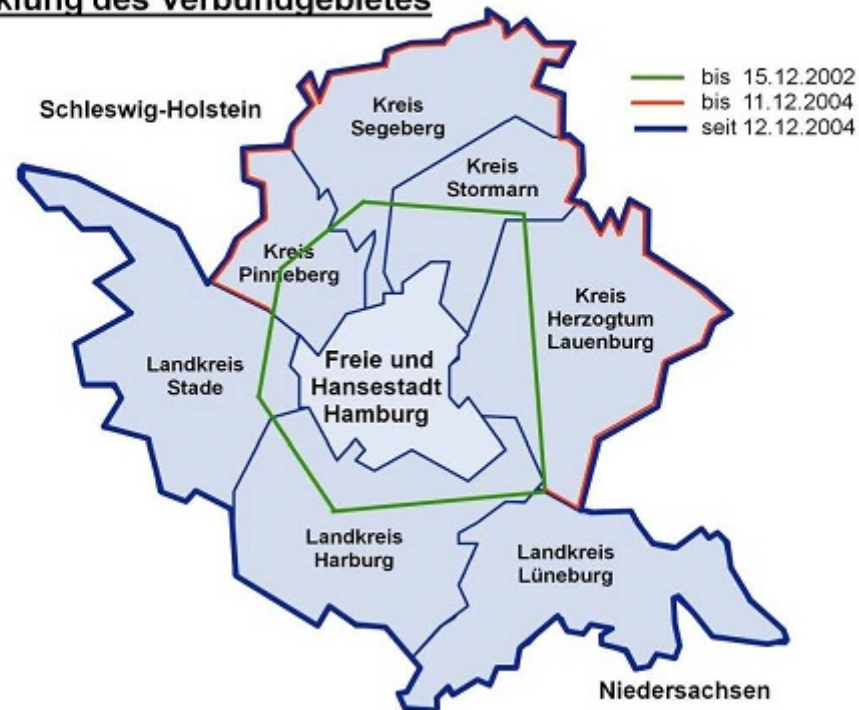 des Verbundgebietes
bis 15.12.2002
bis 11.12.2004
seit 12.12.2004
Schleswig-Holstein
Kreis
Segeberg
Kreis
Stormarn
Kreis
Pinneberg
Kreis
Herzogtum
Lauenburg
Landkreis
Stade
Freie und
Hansestadt
Hamburg
Landkreis
Harburg
Landkreis
Lüneburg
Niedersachsen